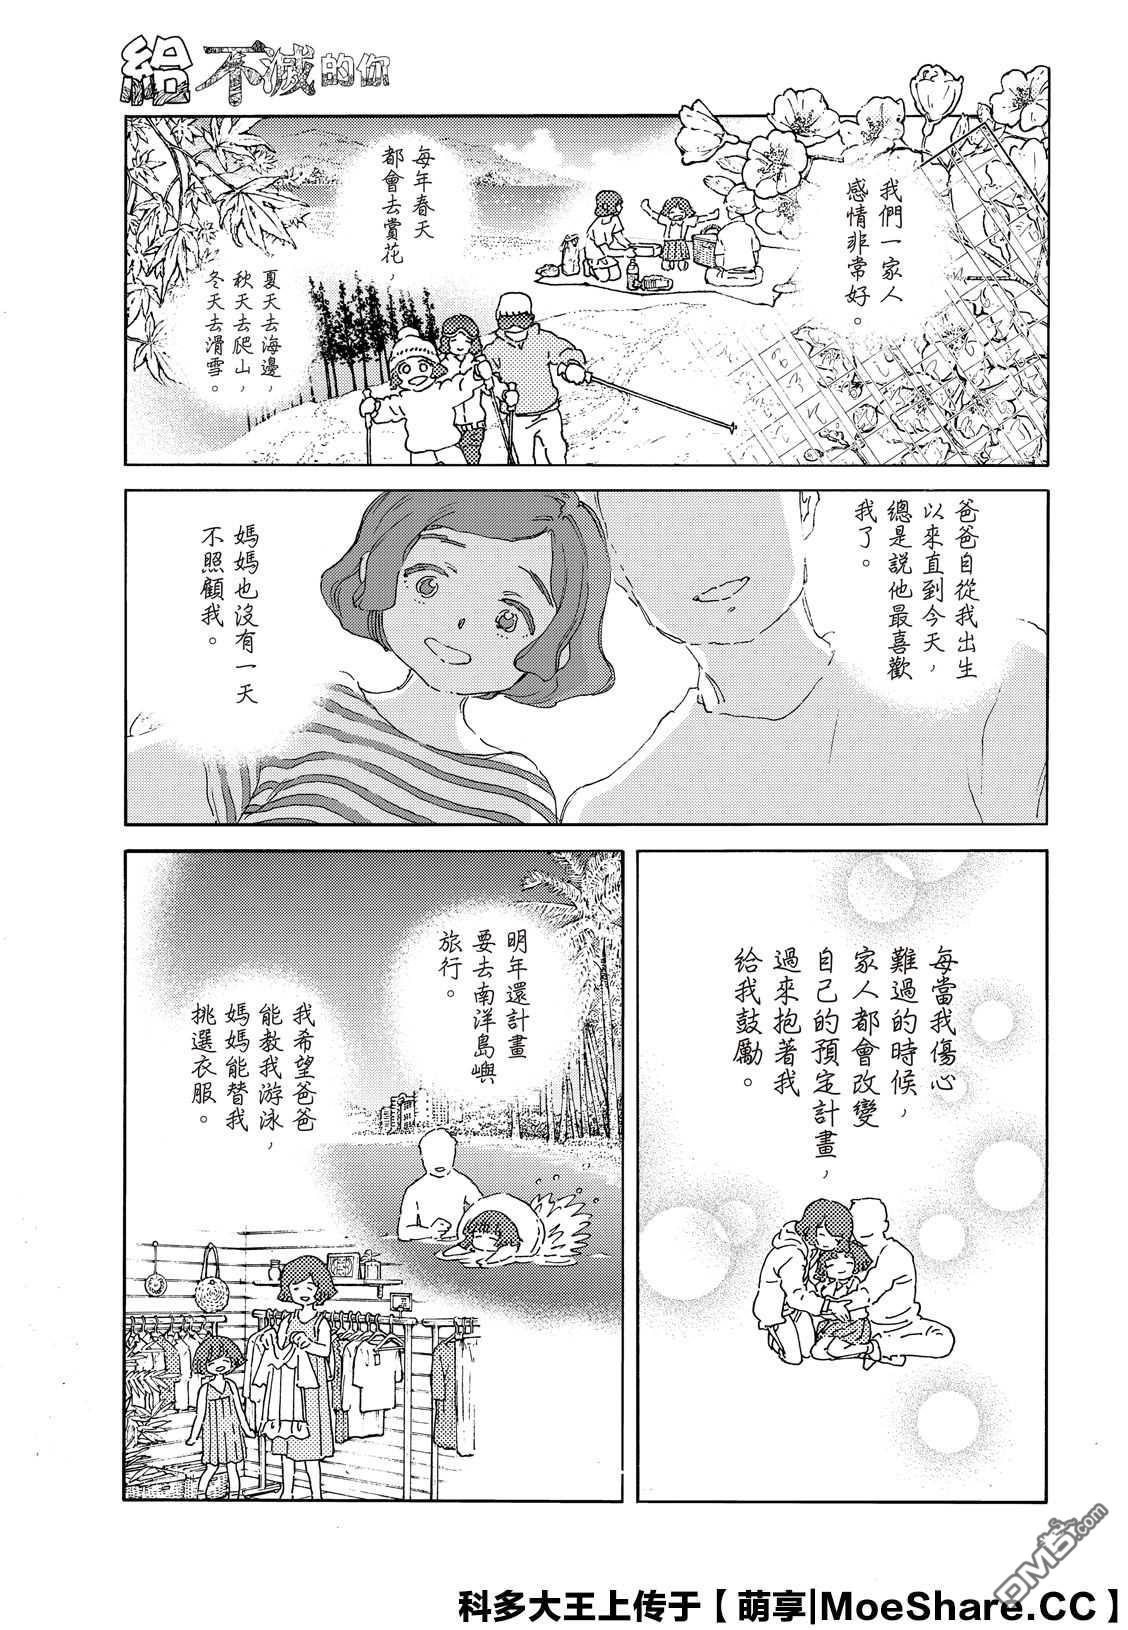 給不滅的你
我們一家人
感情非常好。
每年春天
都會去賞花，
夏天去海邊，
秋天去爬山，
冬天去滑雪。
爸爸自從我出生
以來直到今天，
總是說他最喜歡
我了。
媽媽也沒有一天
不照顧我。
每當我傷心
難過的時候，
家人都會改變
自己的預定計畫，
過來抱著我
給我鼓勵。
明年還計畫
要去南洋島嶼
旅行。
我希望爸爸
能教我游泳，
媽媽能替我
挑選衣服。
DM5.com
科多大王上传于【萌享|MoeShare.CC】